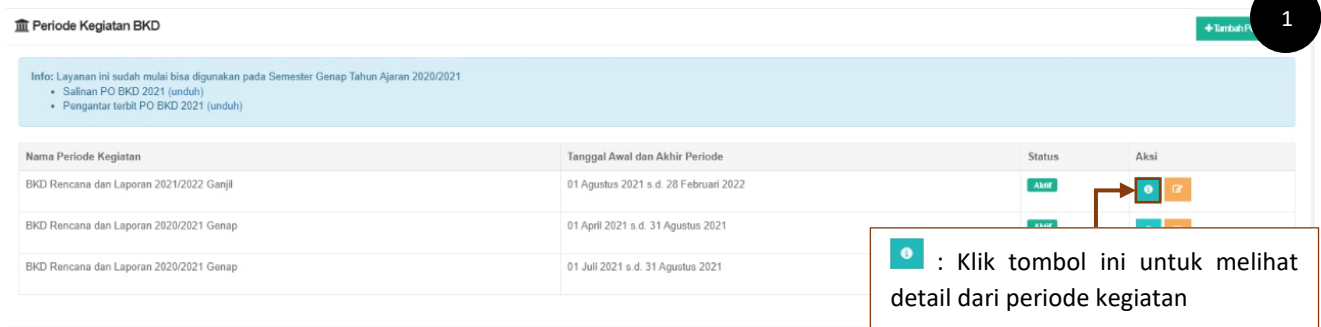 Periode Kegiatan BKD
+Tambah P
1
Info: Layanan ini sudah mulai bisa digunakan pada Semester Genap Tahun Ajaran 2020/2021
• Salinan PO BKD 2021 (unduh)
• Pengantar terbit PO BKD 2021 (unduh)
Nama Periode Kegiatan Tanggal Awal dan Akhir Periode Status Aksi
BKD Rencana dan Laporan 2021/2022 Ganjil 01 Agustus 2021 s.d. 28 Februari 2022 Aktif
BKD Rencana dan Laporan 2020/2021 Genap 01 April 2021 s.d. 31 Agustus 2021 Aktif
BKD Rencana dan Laporan 2020/2021 Genap 01 Juli 2021 s.d. 31 Agustus 2021
: Klik tombol ini untuk melihat
detail dari periode kegiatan